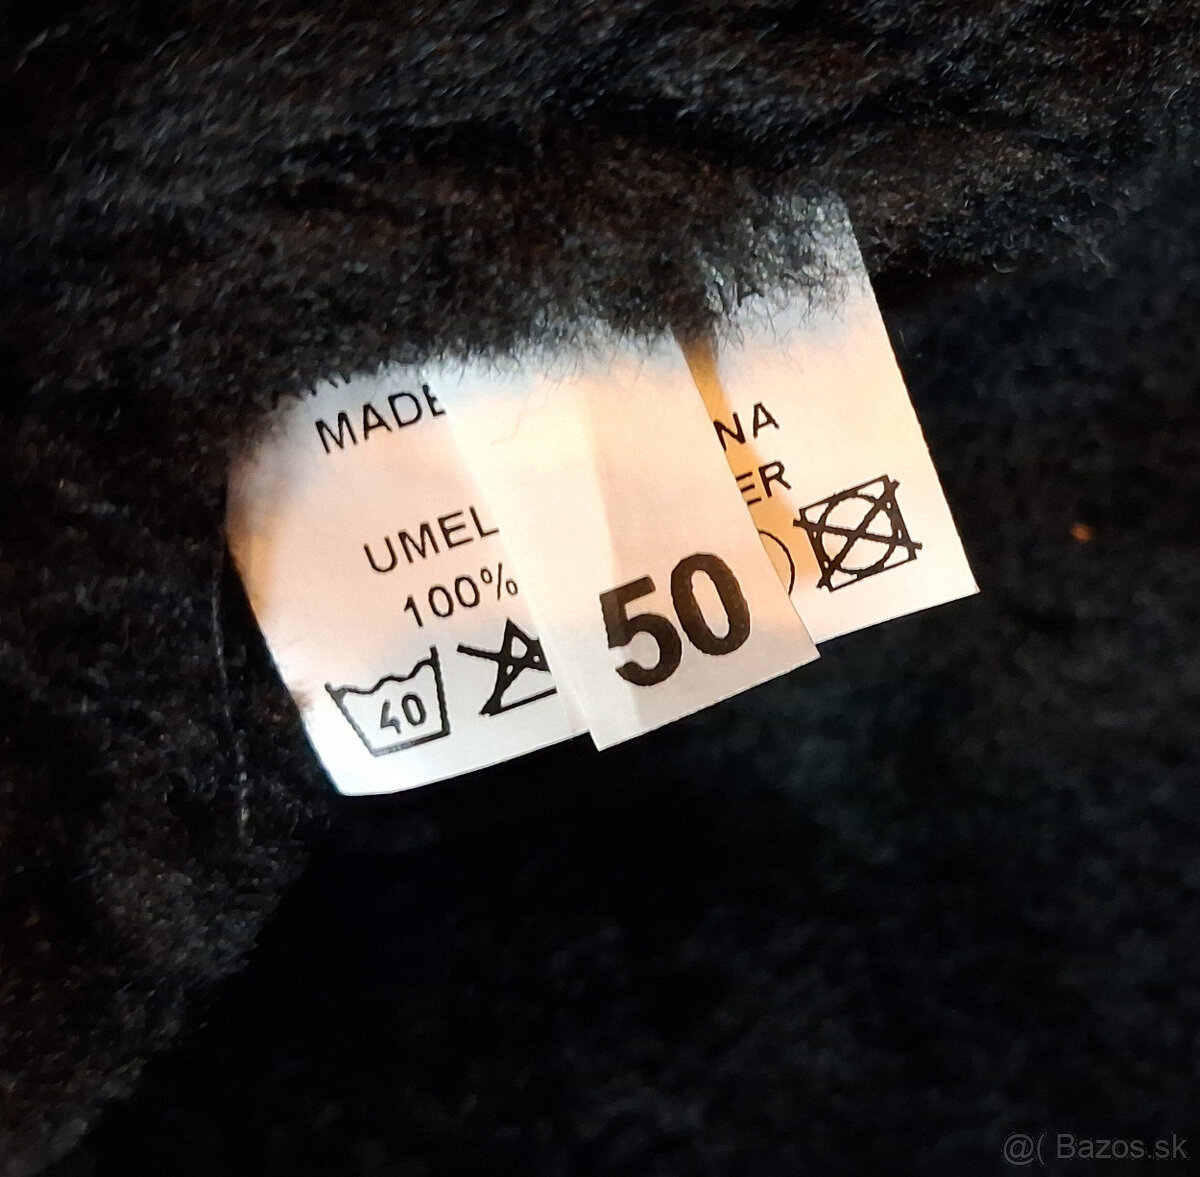 MADE NA
UMEL ER
100%
40
50
@( Bazos.sk